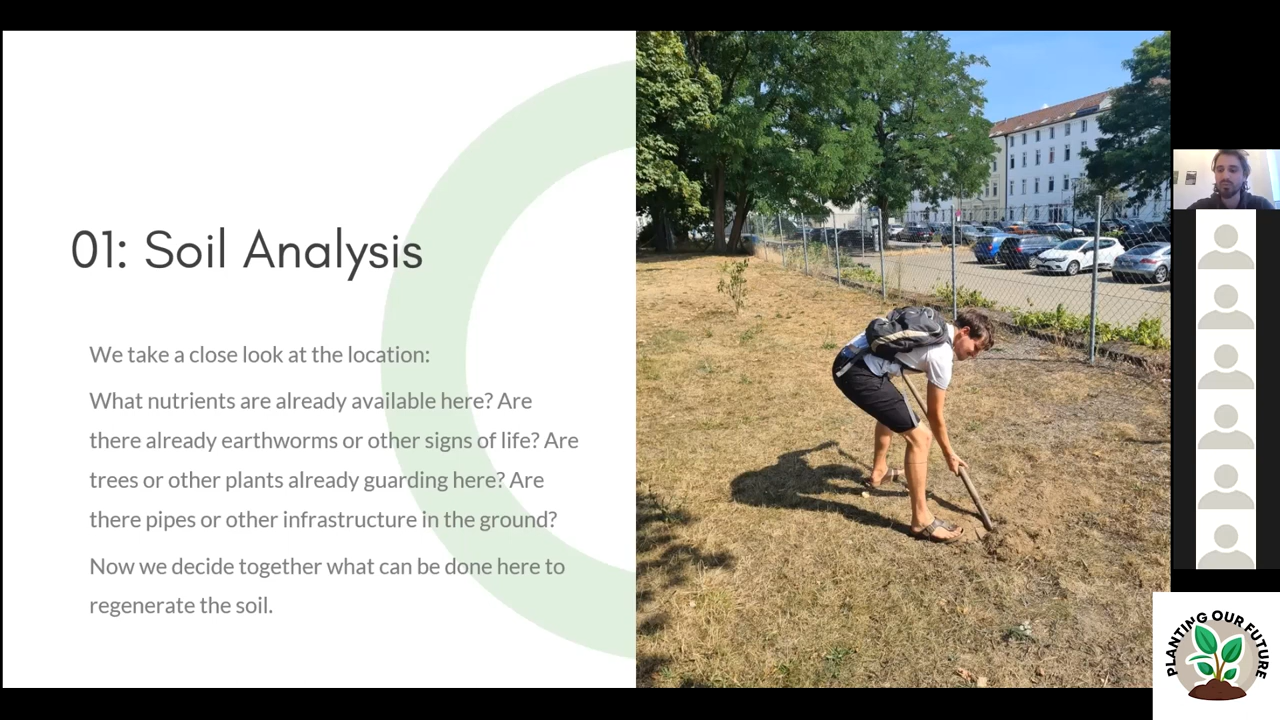 01: Soil Analysis
We take a close look at the location:
What nutrients are already available here? Are
there already earthworms or other signs of life? Are
trees or other plants already guarding here? Are
there pipes or other infrastructure in the ground?
Now we decide together what can be done here to
regenerate the soil.
PLANTING OUR FUTURE